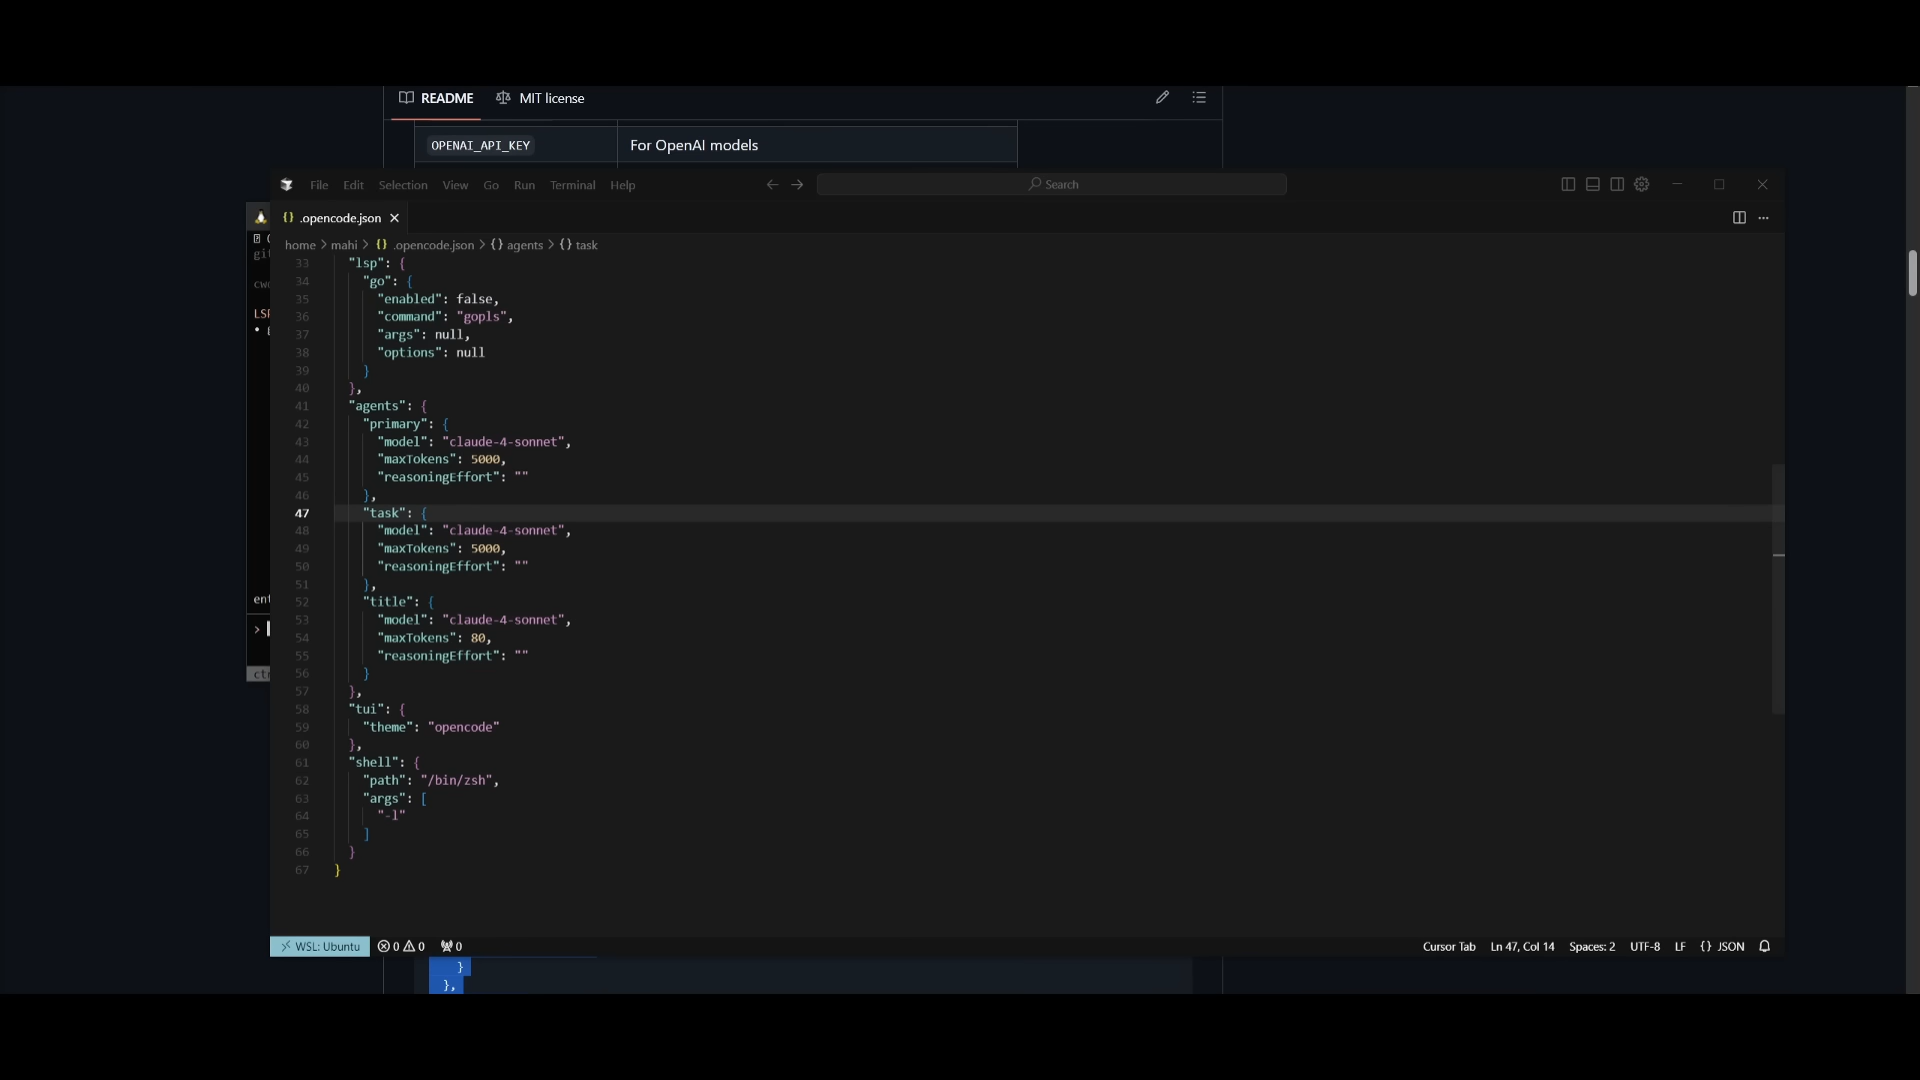 README MIT license
OPENAI_API_KEY For OpenAI models
File Edit Selection View Go Run Terminal Help Search
.opencode.json
home > mahi > {} .opencode.json > {} agents > {} task
33 "lsp": {
34 "go": {
35 "enabled": false,
36 "command": "gopls",
37 "args": null,
38 "options": null
39 }
40 },
41 "agents": {
42 "primary": {
43 "model": "claude-4-sonnet",
44 "maxTokens": 5000,
45 "reasoningEffort": ""
46 },
47 "task": {
48 "model": "claude-4-sonnet",
49 "maxTokens": 5000,
50 "reasoningEffort": ""
51 },
52 "title": {
53 "model": "claude-4-sonnet",
54 "maxTokens": 80,
55 "reasoningEffort": ""
56 }
57 },
58 "tui": {
59 "theme": "opencode"
60 },
61 "shell": {
62 "path": "/bin/zsh",
63 "args": [
64 "-l"
65 ]
66 }
67 }
WSL: Ubuntu 0 0 0 Cursor Tab Ln 47, Col 14 Spaces: 2 UTF-8 LF {} JSON
}
},